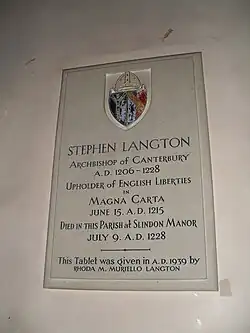 STEPHEN LANGTON
ARCHBISHOP OF CANTERBURY
A.D. 1206-1228
UPHOLDER OF ENGLISH LIBERTIES
IN
MAGNA CARTA
JUNE 15. A.D. 1215
DIED IN THIS PARISH at SLINDON MANOR
JULY 9. A.D. 1228
This Tablet was given in A.D. 1939 by
RHODA M. MURIELLO LANGTON